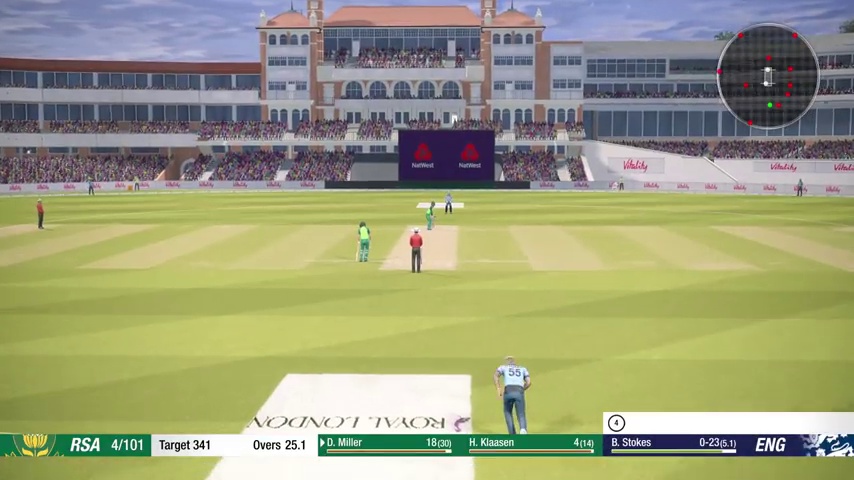 NatWest NatWest
Vitality
Vitality
55
ROYAL LONDON
4
RSA 4/101 Target 341 Overs 25.1 D. Miller 18(30) H. Klaasen 4(14) B. Stokes 0-23(5.1) ENG